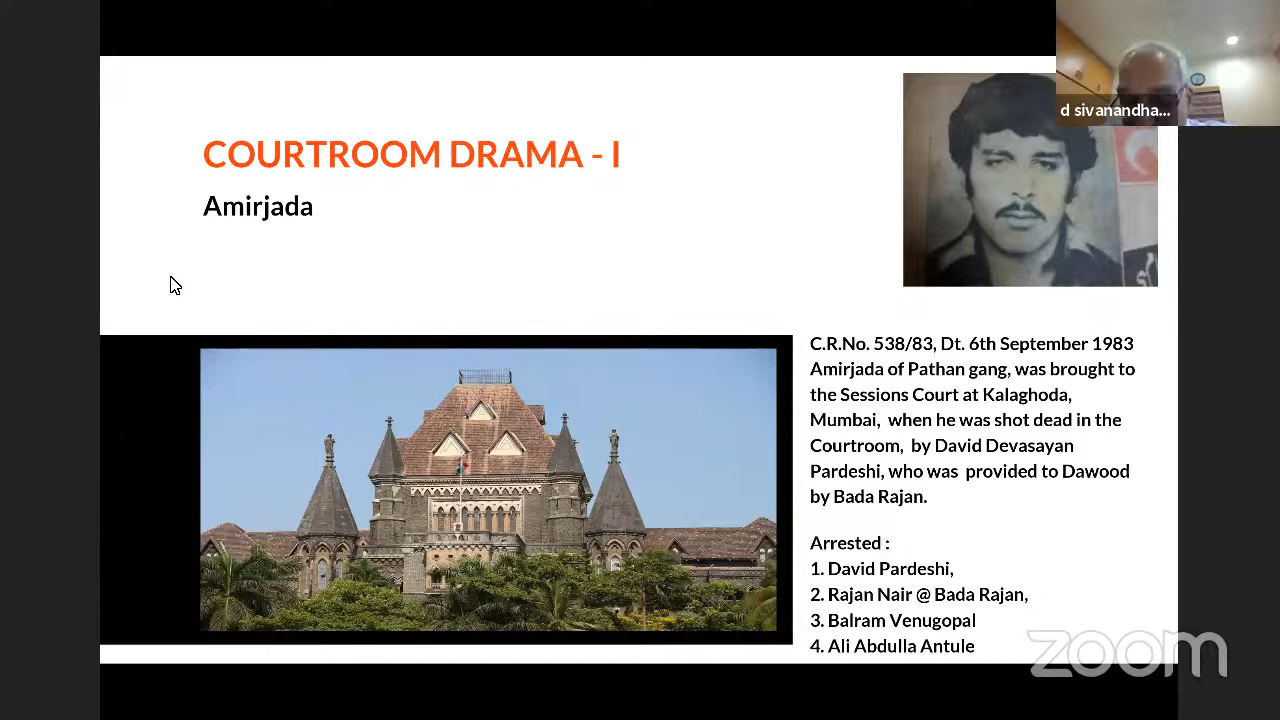 d sivanandha...
COURTROOM DRAMA - I
Amirjada
C.R.No. 538/83, Dt. 6th September 1983
Amirjada of Pathan gang, was brought to
the Sessions Court at Kalaghoda,
Mumbai, when he was shot dead in the
Courtroom, by David Devasayan
Pardeshi, who was provided to Dawood
by Bada Rajan.
Arrested :
1. David Pardeshi,
2. Rajan Nair @ Bada Rajan,
3. Balram Venugopal
4. Ali Abdulla Antule
zoom